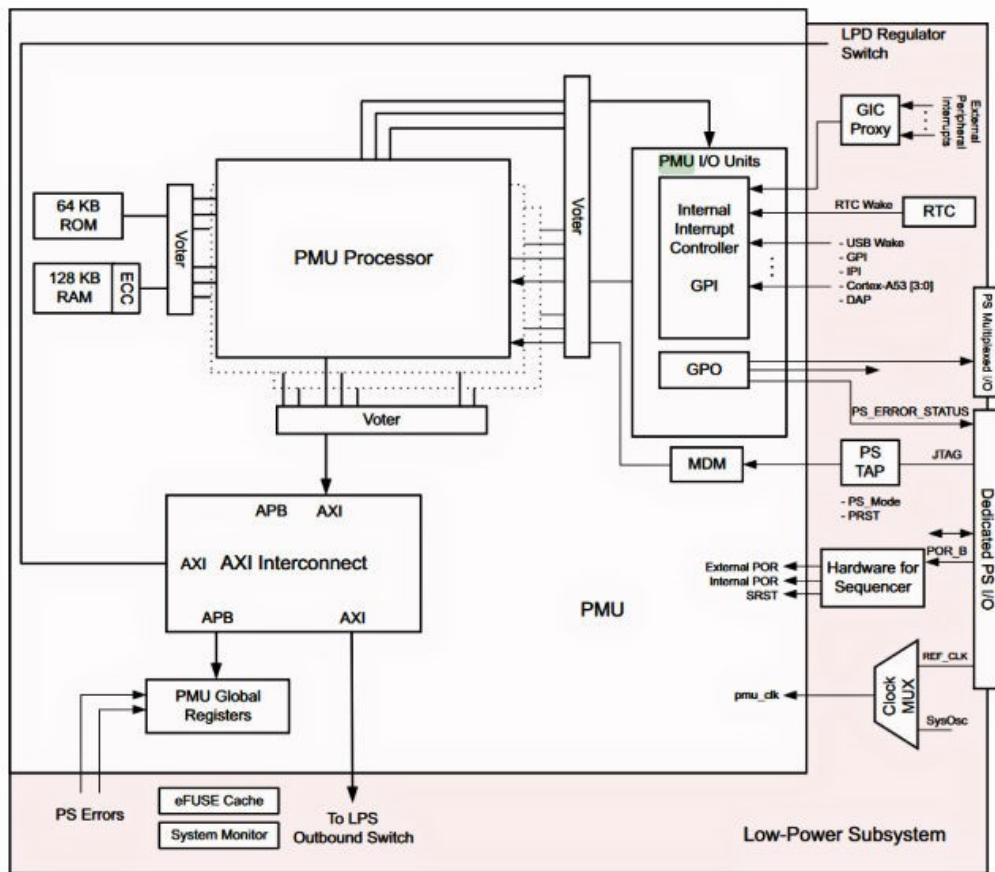 LPD Regulator
Switch
GIC
Proxy
External
Peripheral
Interrupts
PMU I/O Units
Internal
Interrupt
Controller
GPI
RTC Wake
RTC
- USB Wake
- GPI
- IPI
- Cortex-A53 [3:0]
- DAP
64 KB
ROM
128 KB
RAM
ECC
Voter
PMU Processor
Voter
GPO
PS Multiplexed I/O
Voter
PS_ERROR_STATUS
MDM
PS
TAP
JTAG
- PS_Mode
- PRST
Dedicated PS I/O
APB
AXI
AXI
AXI Interconnect
APB
AXI
External POR
Internal POR
SRST
Hardware for
Sequencer
POR_B
PMU
REF_CLK
Clock
MUX
SysOsc
pmu_clk
PMU Global
Registers
PS Errors
eFUSE Cache
System Monitor
To LPS
Outbound Switch
Low-Power Subsystem